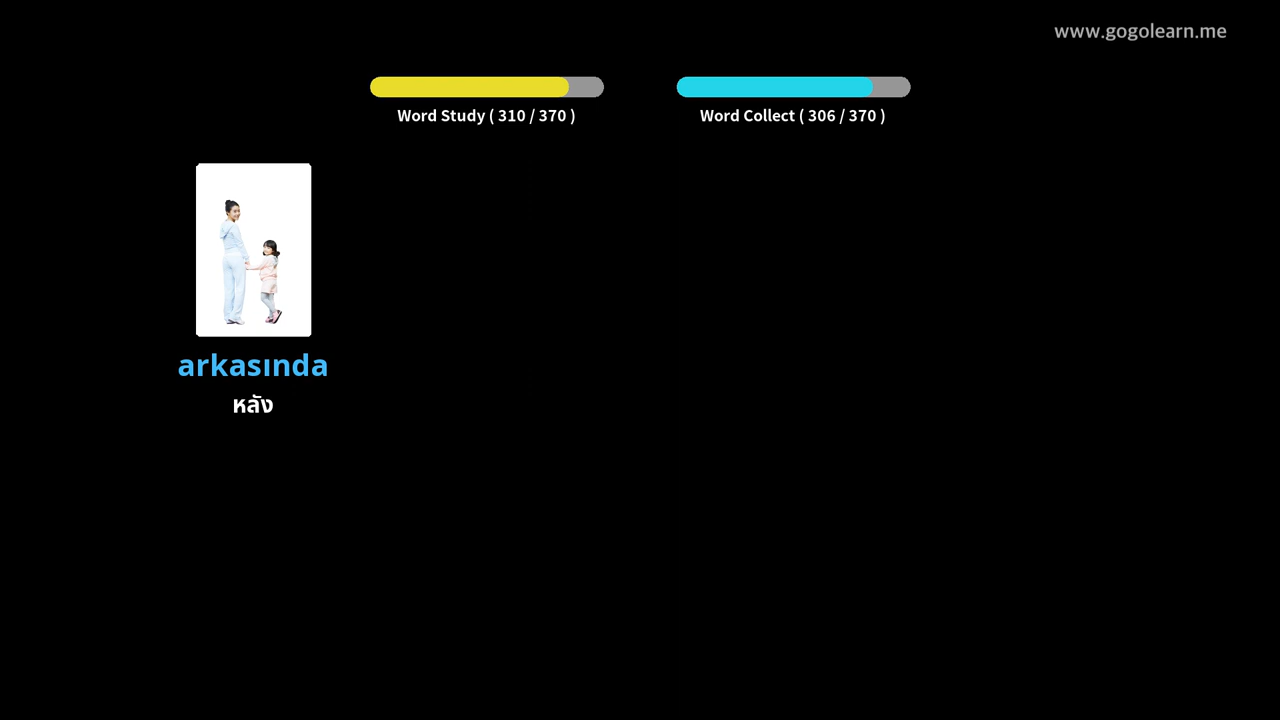 www.gogolearn.me
Word Study ( 310 / 370 )
Word Collect ( 306 / 370 )
arkasında
หลัง